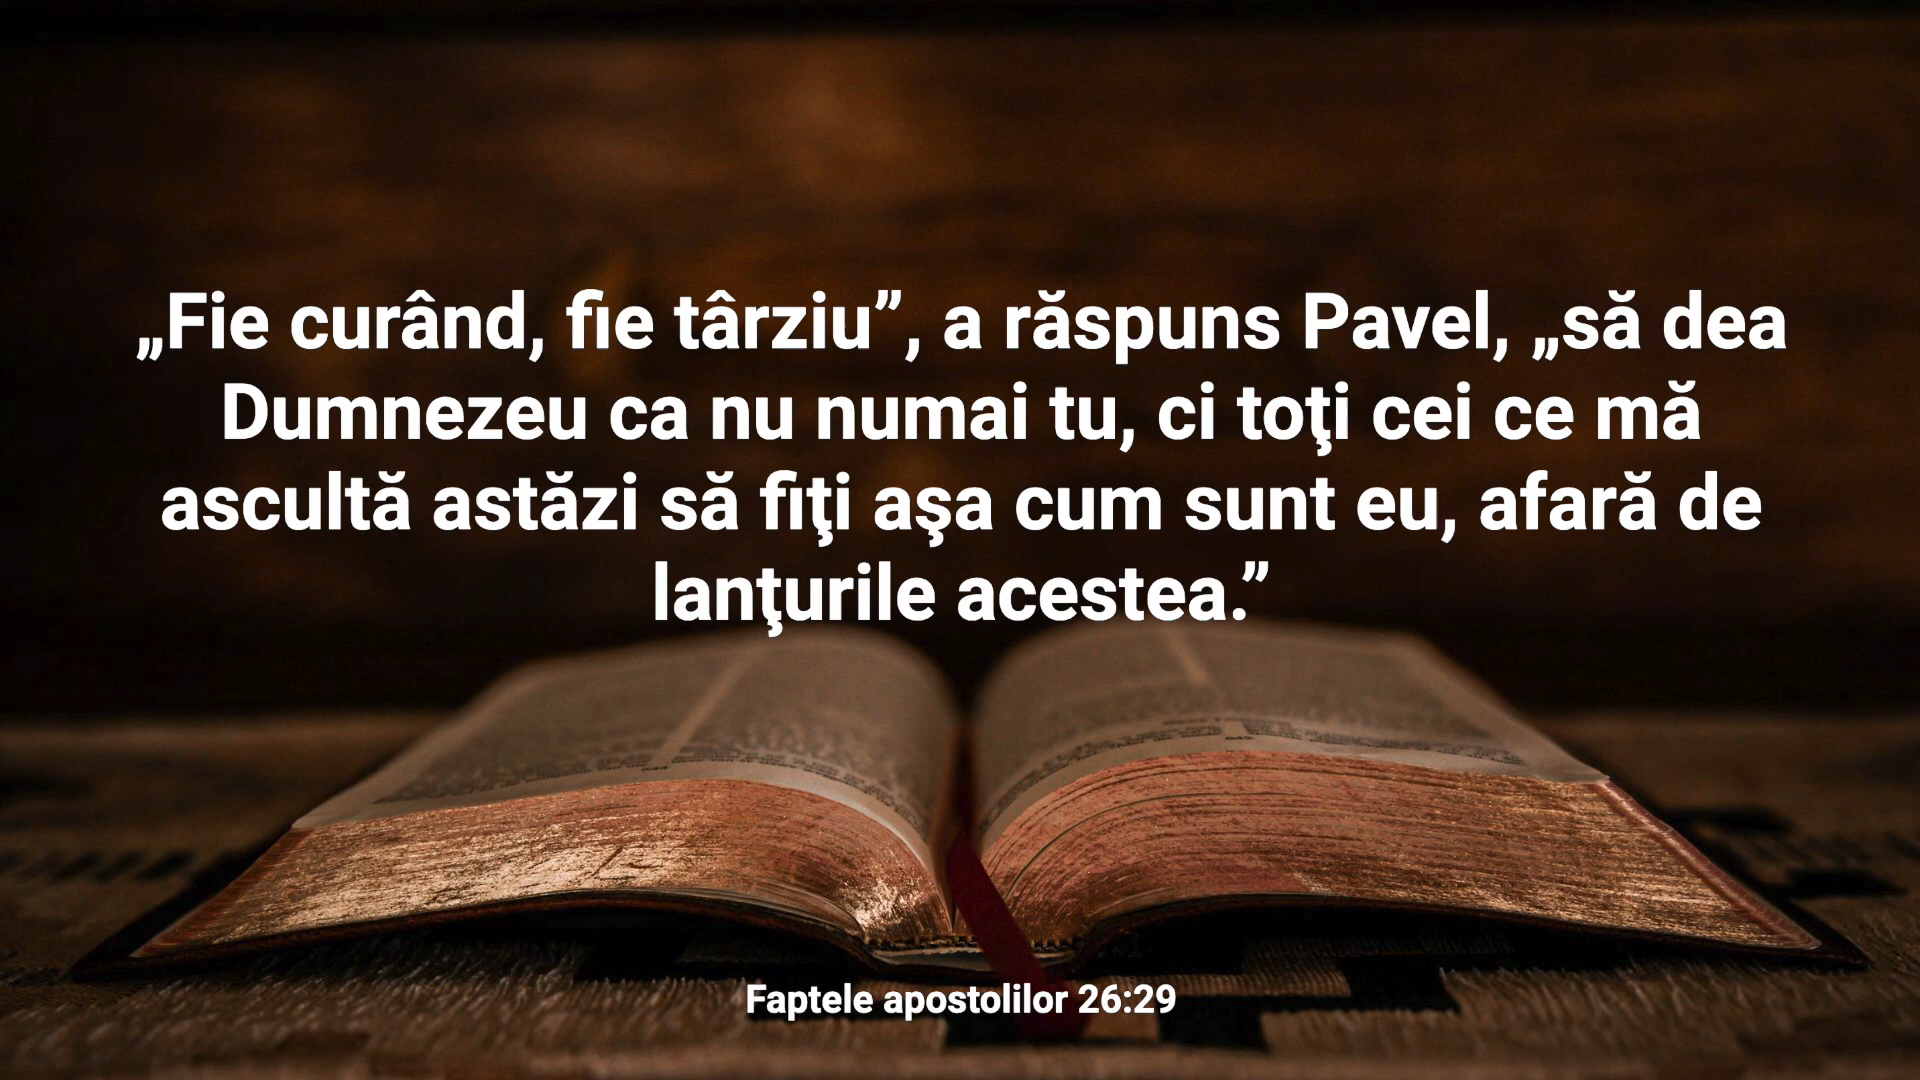 „Fie curând, fie târziu”, a răspuns Pavel, „să dea
Dumnezeu ca nu numai tu, ci toţi cei ce mă
ascultă astăzi să fiţi aşa cum sunt eu, afară de
lanţurile acestea.”
Faptele apostolilor 26:29